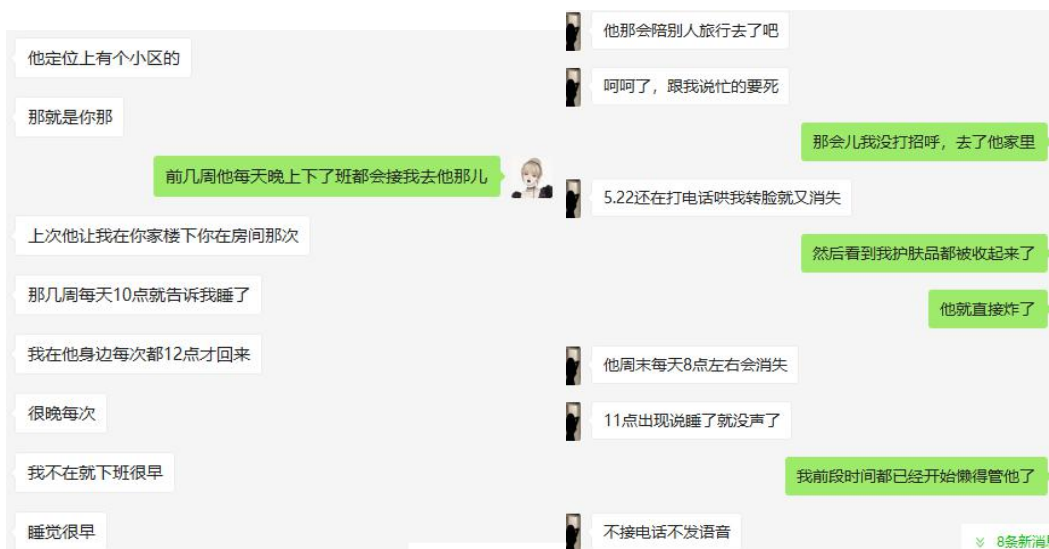 他定位上有个小区的
那就是你那
前几周他每天晚上下了班都会接我去他那儿
上次他让我在你家楼下你在房间那次
那几周每天10点就告诉我睡了
我在他身边每次都12点才回来
很晚每次
我不在就下班很早
睡觉很早
他那会陪别人旅行去了吧
呵呵了，跟我说忙的要死
那会儿我没打招呼，去了他家里
5.22还在打电话哄我转脸就又消失
然后看到我护肤品都被收起来了
他就直接炸了
他周末每天8点左右会消失
11点出现说睡了就没声了
我前段时间都已经开始懒得管他了
不接电话不发语音
8条新消息